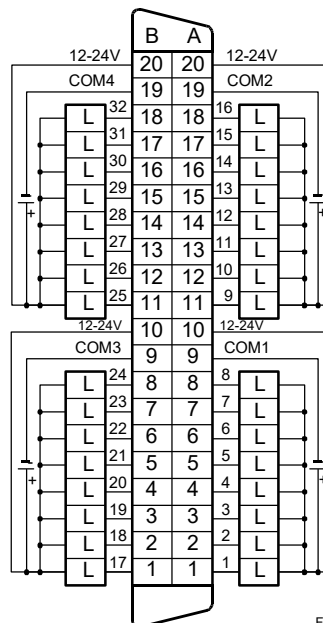 B A
12-24V 20 20 12-24V
COM4 19 19 COM2
L 32 18 18 16 L
L 31 17 17 15 L
L 30 16 16 14 L
L 29 15 15 13 L
L 28 14 14 12 L
L 27 13 13 11 L
L 26 12 12 10 L
L 25 11 11 9 L
12-24V 10 10 12-24V
COM3 9 9 COM1
L 24 8 8 8 L
L 23 7 7 7 L
L 22 6 6 6 L
L 21 5 5 5 L
L 20 4 4 4 L
L 19 3 3 3 L
L 18 2 2 2 L
L 17 1 1 1 L